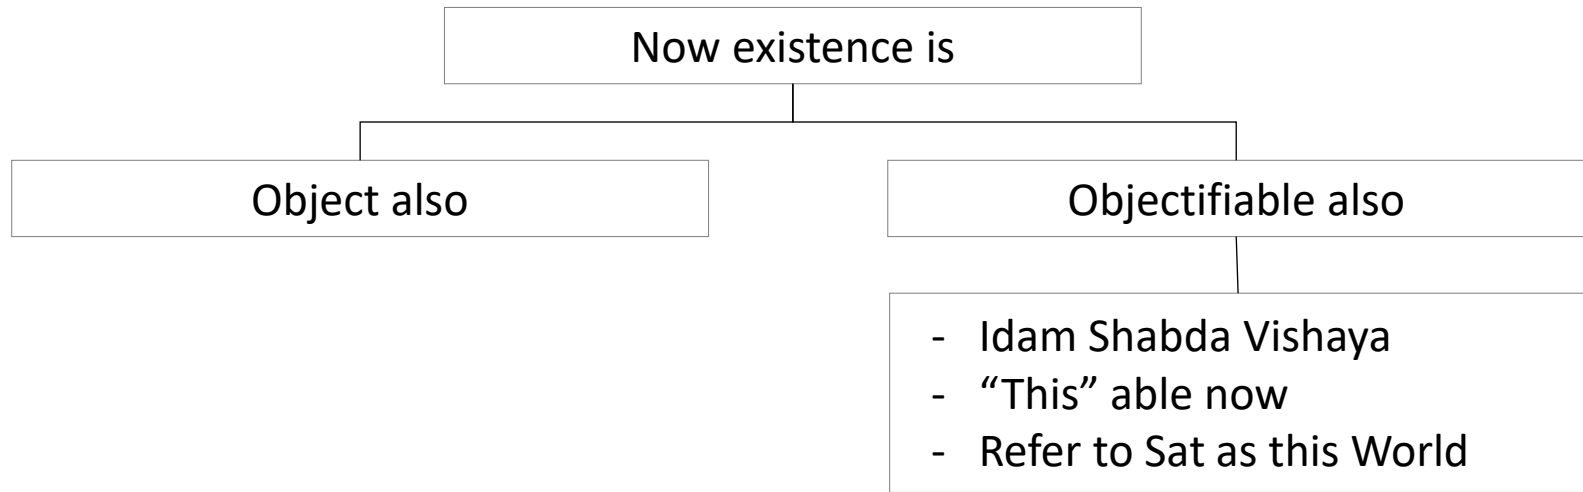 Now existence is
Object also
Objectifiable also
- Idam Shabda Vishaya
- “This” able now
- Refer to Sat as this World